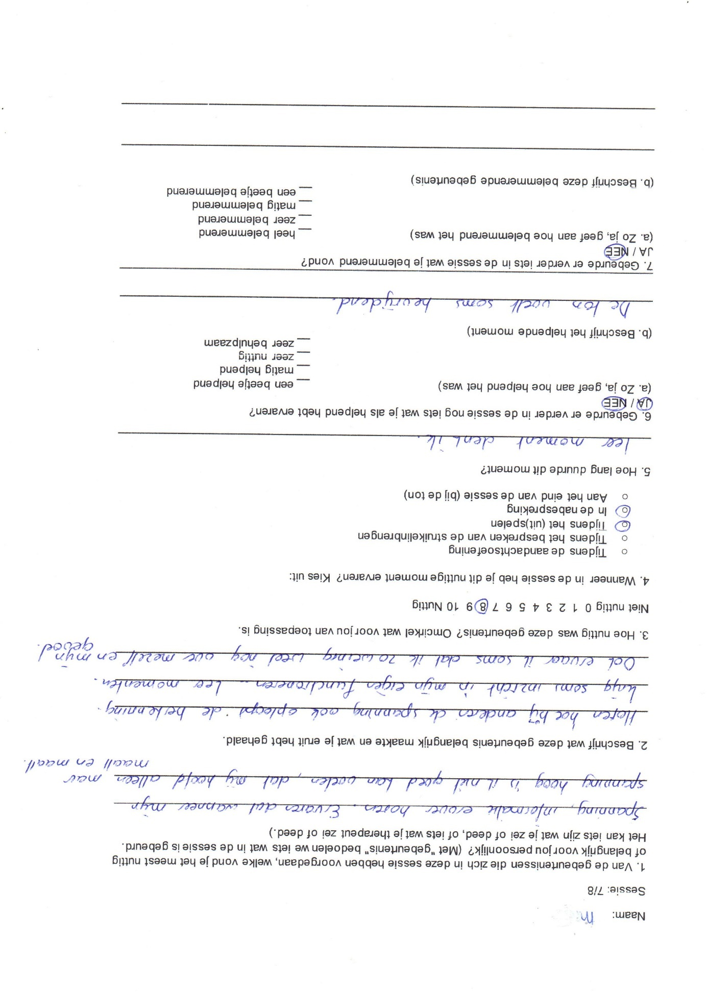 Naam: M
Sessie: 7/8
1. Van de gebeurtenissen die zich in deze sessie hebben voorgedaan, welke vond je het meest nuttig
of belangrijk voor jou persoonlijk? (Met "gebeurtenis" bedoelen we iets wat in de sessie is gebeurd.
Het kan iets zijn wat je zei of deed, of iets wat je therapeut zei of deed.)
Spanning, informatie erover horen. Ervaren dat wanneer mijn
spanning hoog is ik niet goed kan voelen, dat mij hoofd alleen maar
maalt en maalt.
2. Beschrijf wat deze gebeurtenis belangrijk maakte en wat je eruit hebt gehaald.
Horen hoe bij anderen de spanning ook oploopt. de herkenning.
krijg soms inzicht in mijn eigen functioneren. Leer momenten.
Ook ervaar ik soms dat ik zo weinig weet nog over mezelf en mijn
gevoel.
3. Hoe nuttig was deze gebeurtenis? Omcirkel wat voor jou van toepassing is.
Niet nuttig 0 1 2 3 4 5 6 7 8 9 10 Nuttig
4. Wanneer in de sessie heb je dit nuttige moment ervaren? Kies uit:
○ Tijdens de aandachtsoefening
○ Tijdens het bespreken van de struikelinbrengen
○ Tijdens het (uit)spelen
○ In de nabespreking
○ Aan het eind van de sessie (bij de ton)
5. Hoe lang duurde dit moment?
leer moment denk ik.
6. Gebeurde er verder in de sessie nog iets wat je als helpend hebt ervaren?
JA / NEE
(a. Zo ja, geef aan hoe helpend het was) __ een beetje helpend
__ matig helpend
__ zeer nuttig
__ zeer behulpzaam
(b. Beschrijf het helpende moment)
De ton voelt soms bevrijdend.
7. Gebeurde er verder iets in de sessie wat je belemmerend vond?
JA / NEE
(a. Zo ja, geef aan hoe belemmerend het was) __ heel belemmerend
__ zeer belemmerend
__ matig belemmerend
__ een beetje belemmerend
(b. Beschrijf deze belemmerende gebeurtenis)